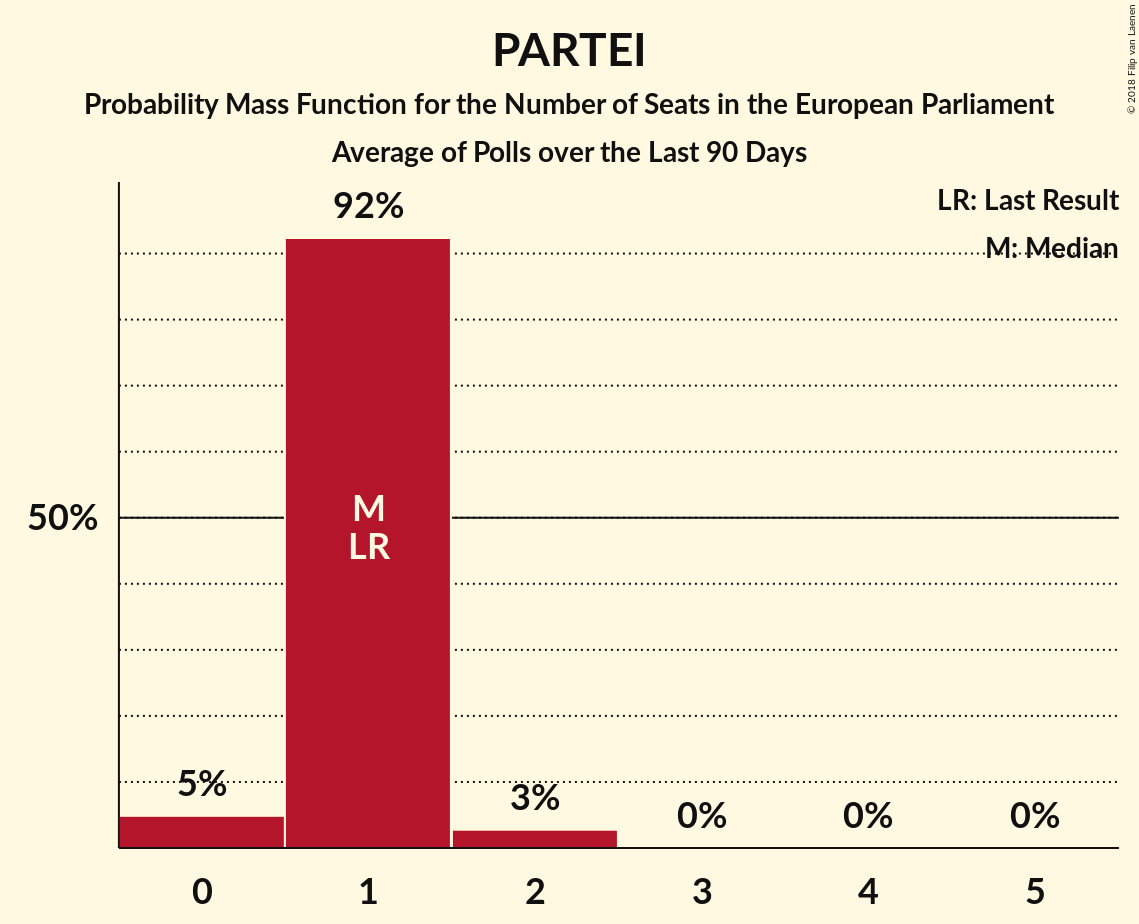 PARTEI
Probability Mass Function for the Number of Seats in the European Parliament
Average of Polls over the Last 90 Days
© 2018 Filip van Laenen
LR: Last Result
M: Median
92%
50%
M
LR
5%
3%
0%
0%
0%
0
1
2
3
4
5